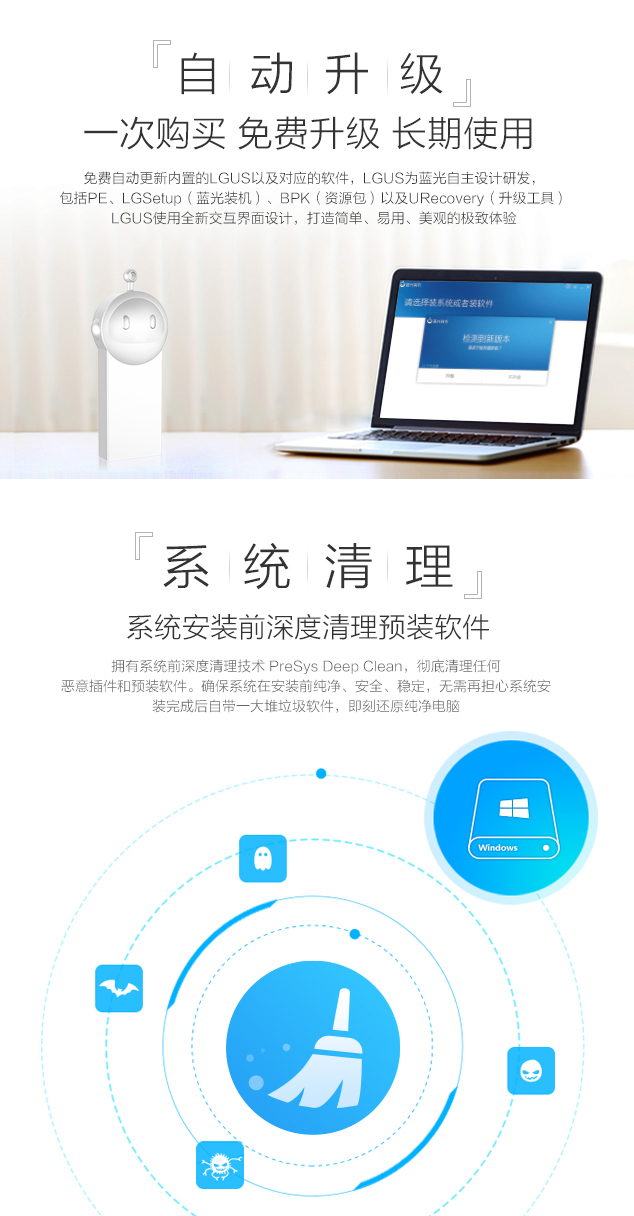 『自动升级』
一次购买 免费升级 长期使用
免费自动更新内置的LGUS以及对应的软件，LGUS为蓝光自主设计研发，
包括PE、LGSetup（蓝光装机）、BPK（资源包）以及URecovery（升级工具）
LGUS使用全新交互界面设计，打造简单、易用、美观的极致体验
请选择装系统或者装软件
检测到新版本
『系统清理』
系统安装前深度清理预装软件
拥有系统前深度清理技术 PreSys Deep Clean，彻底清理任何
恶意插件和预装软件。确保系统在安装前纯净、安全、稳定，无需再担心系统安
装完成后自带一大堆垃圾软件，即刻还原纯净电脑
Windows